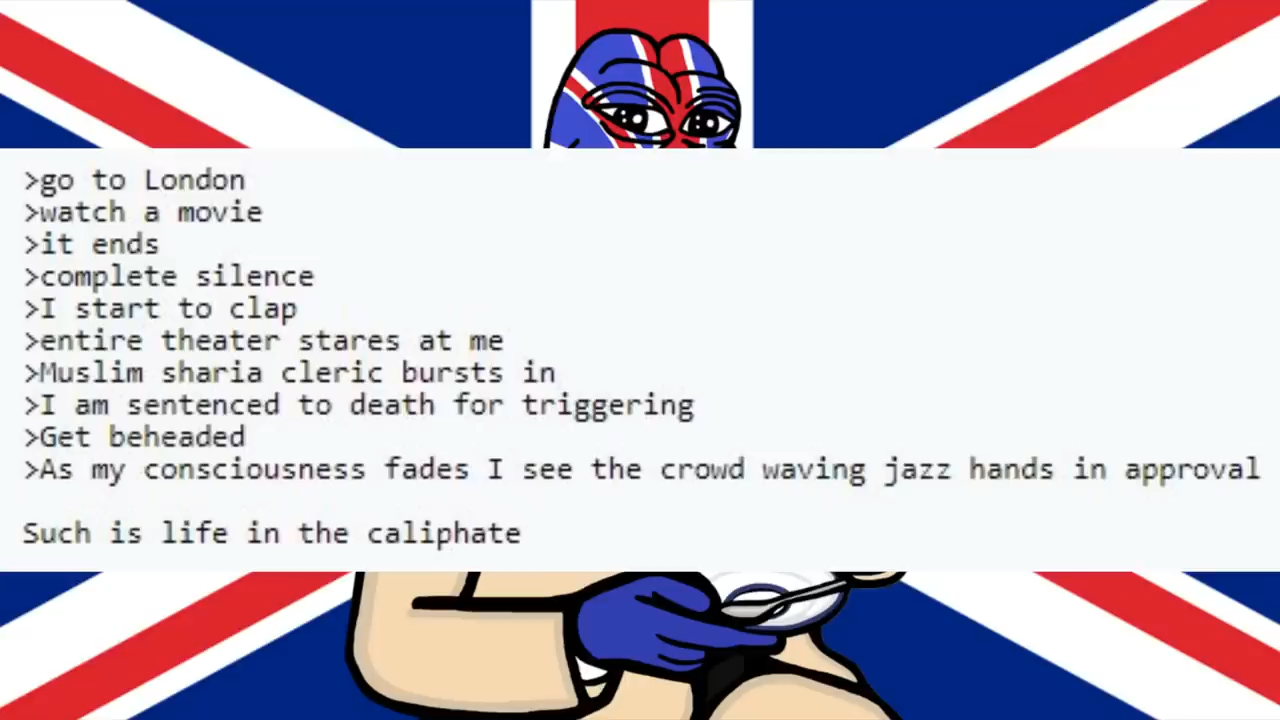 >go to London
>watch a movie
>it ends
>complete silence
>I start to clap
>entire theater stares at me
>Muslim sharia cleric bursts in
>I am sentenced to death for triggering
>Get beheaded
>As my consciousness fades I see the crowd waving jazz hands in approval
Such is life in the caliphate